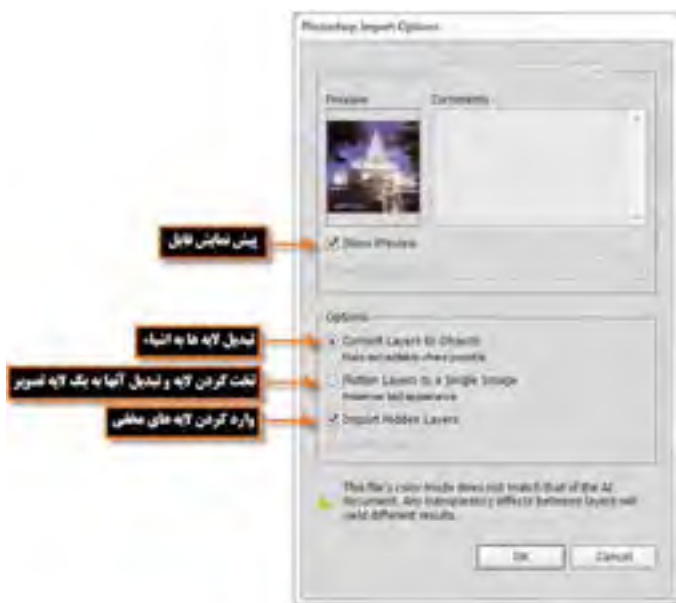 Photoshop Import Options
Preview
Comments
پیش نمایش فایل
Show Preview
Options
تبدیل لایه ها به اشیاء
Convert Layers to Objects
Make text editable where possible
تخت کردن لایه و تبدیل آنها به یک لایه تصویر
Flatten Layers to a Single Image
Preserves text appearance
وارد کردن لایه های مخفی
Import Hidden Layers
This file's color mode does not match that of the AI
document. Any transparency effects between layers will
yield different results.
OK
Cancel